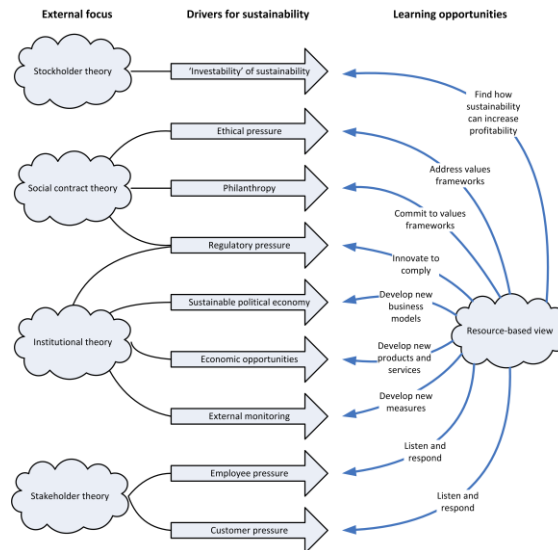 External focus
Drivers for sustainability
Learning opportunities
Stockholder theory
'Investability' of sustainability
Find how
sustainability
can increase
profitability
Ethical pressure
Address values
frameworks
Social contract theory
Philanthropy
Commit to values
frameworks
Regulatory pressure
Innovate to
comply
Sustainable political economy
Develop new
business
models
Institutional theory
Resource-based view
Economic opportunities
Develop new
products and
services
External monitoring
Develop new
measures
Employee pressure
Listen and
respond
Stakeholder theory
Customer pressure
Listen and
respond